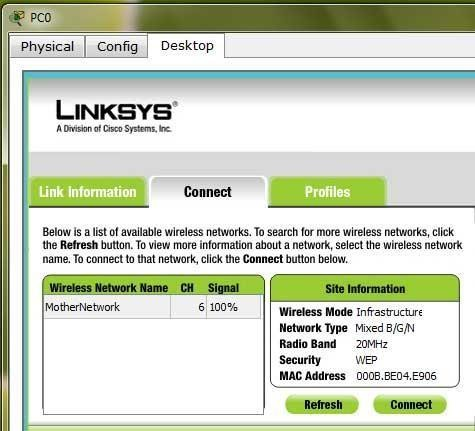 PC0
Physical Config Desktop
LINKSYS®
A Division of Cisco Systems, Inc.
Link Information Connect Profiles
Below is a list of available wireless networks. To search for more wireless networks, click
the Refresh button. To view more information about a network, select the wireless network
name. To connect to that network, click the Connect button below.
Wireless Network Name CH Signal
MotherNetwork 6 100%
Site Information
Wireless Mode Infrastructure
Network Type Mixed B/G/N
Radio Band 20MHz
Security WEP
MAC Address 000B.BE04.E906
Refresh Connect